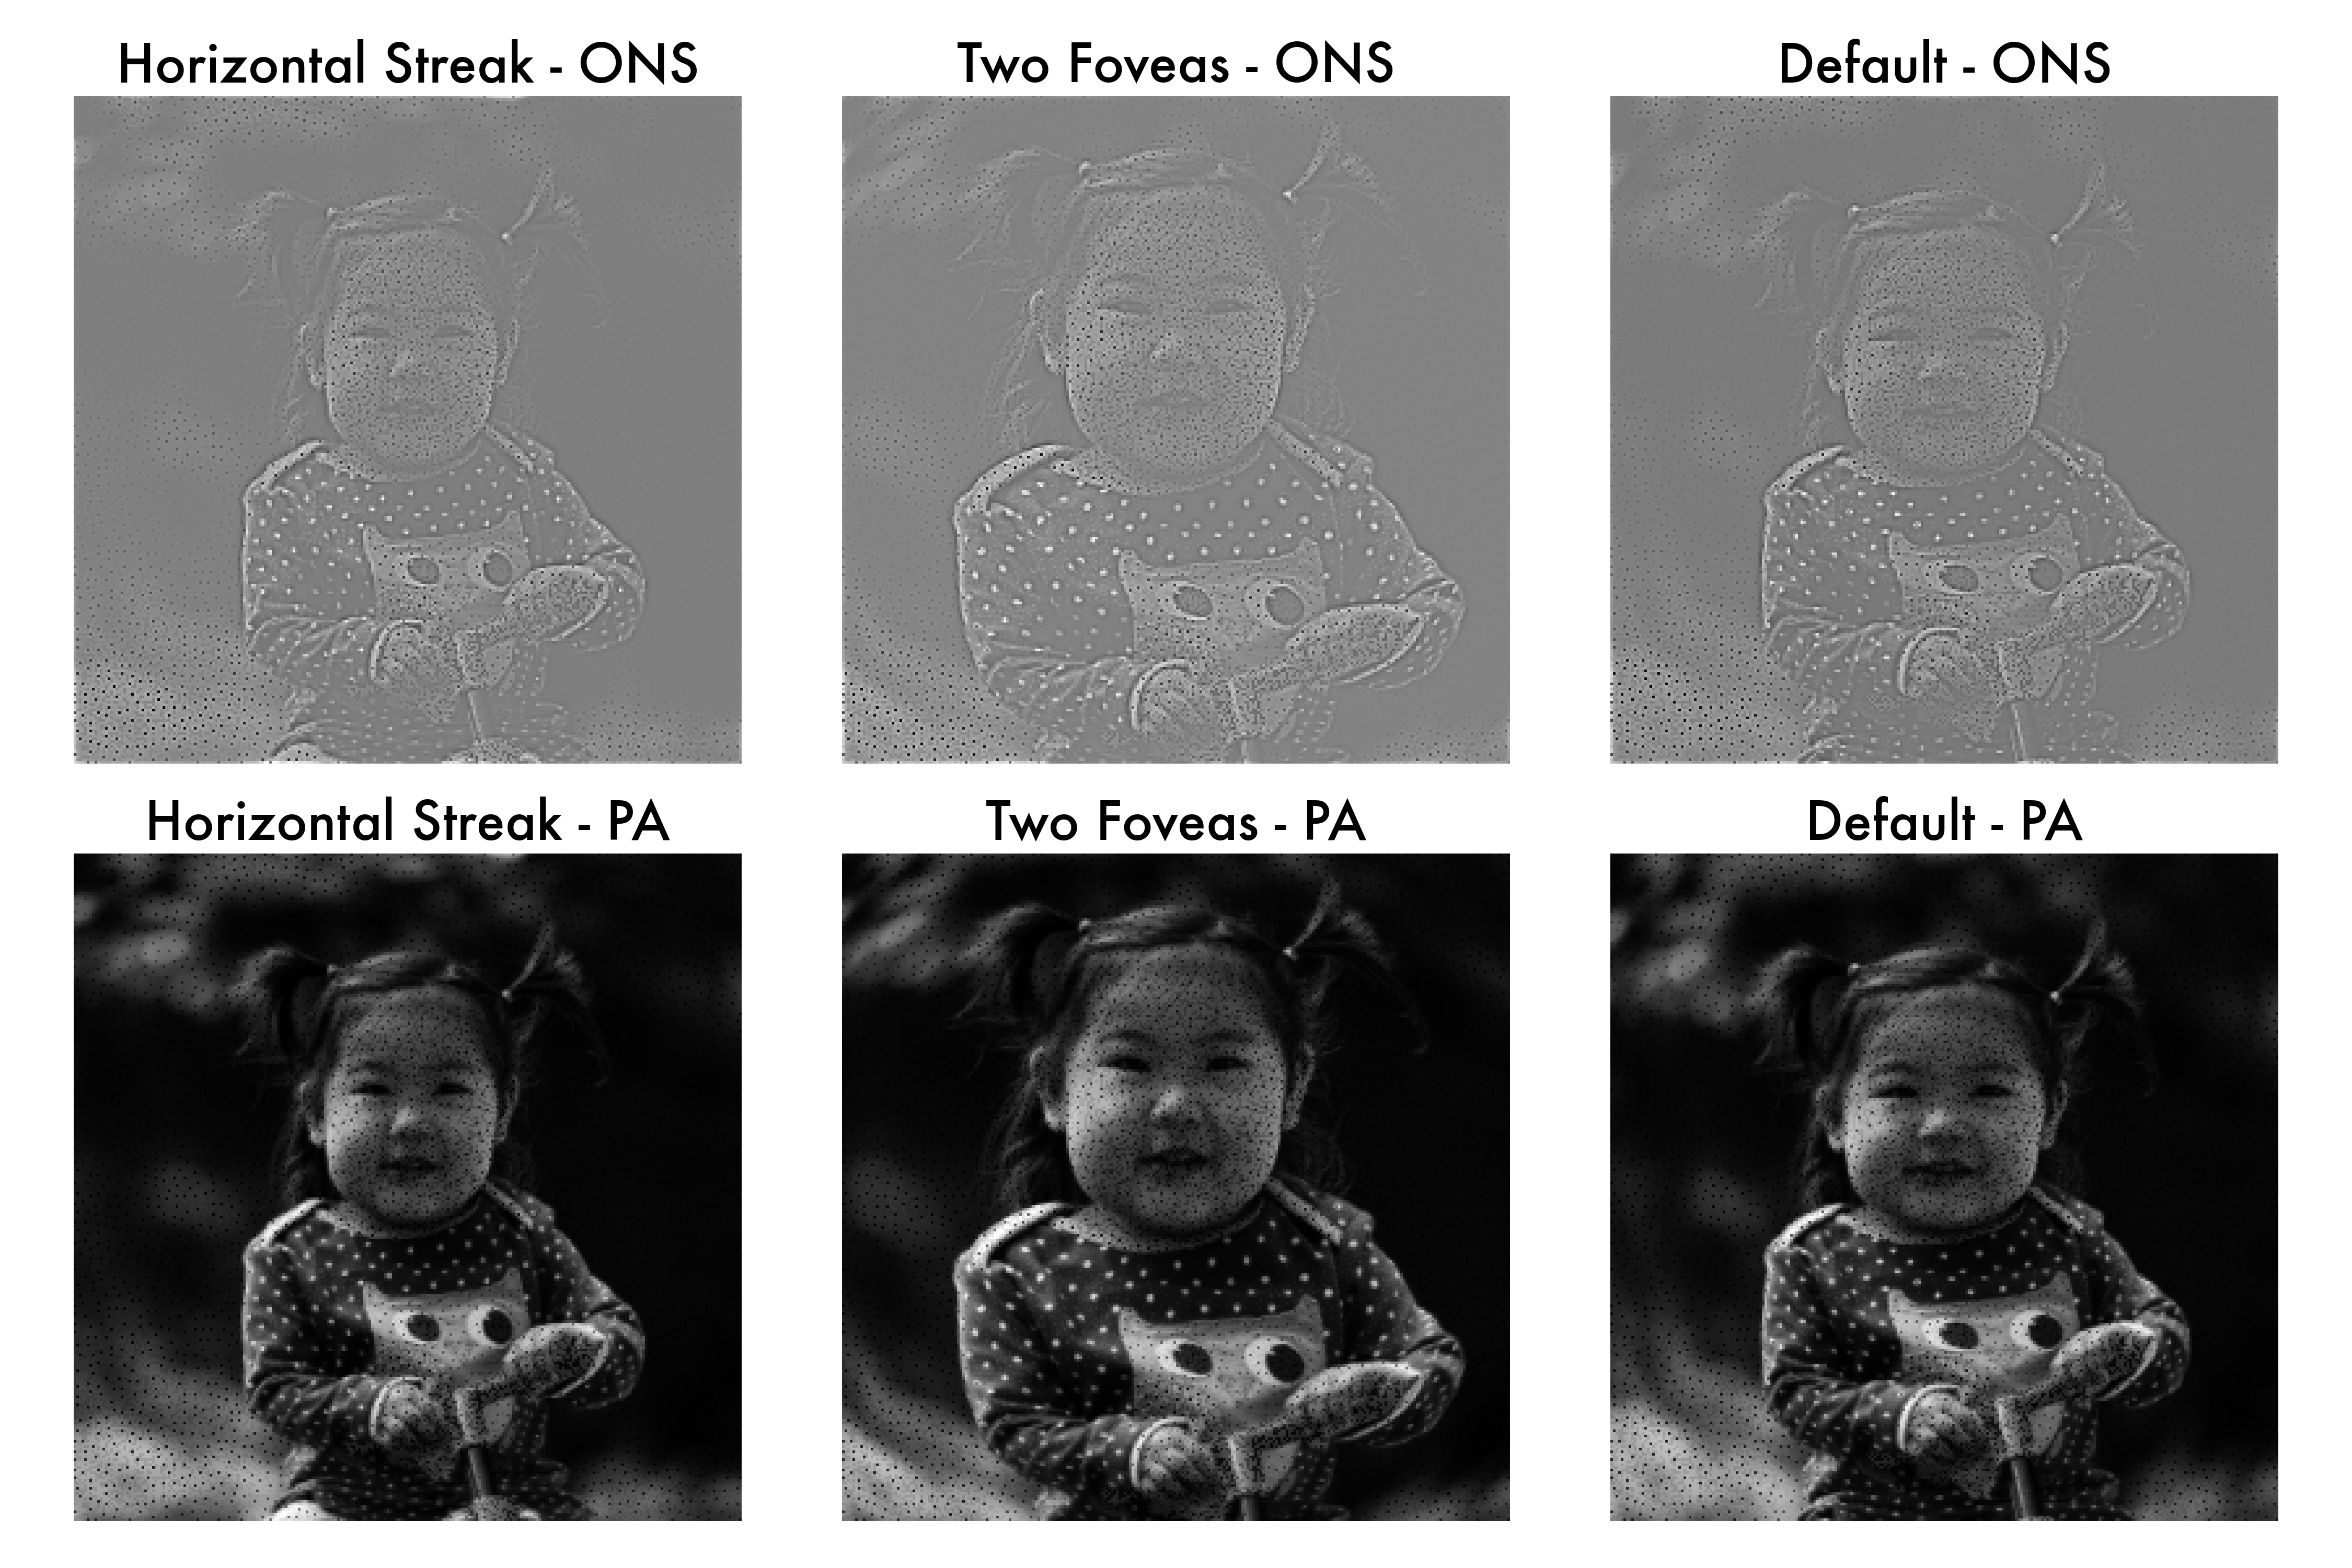 Horizontal Streak - ONS
Two Foveas - ONS
Default - ONS
Horizontal Streak - PA
Two Foveas - PA
Default - PA